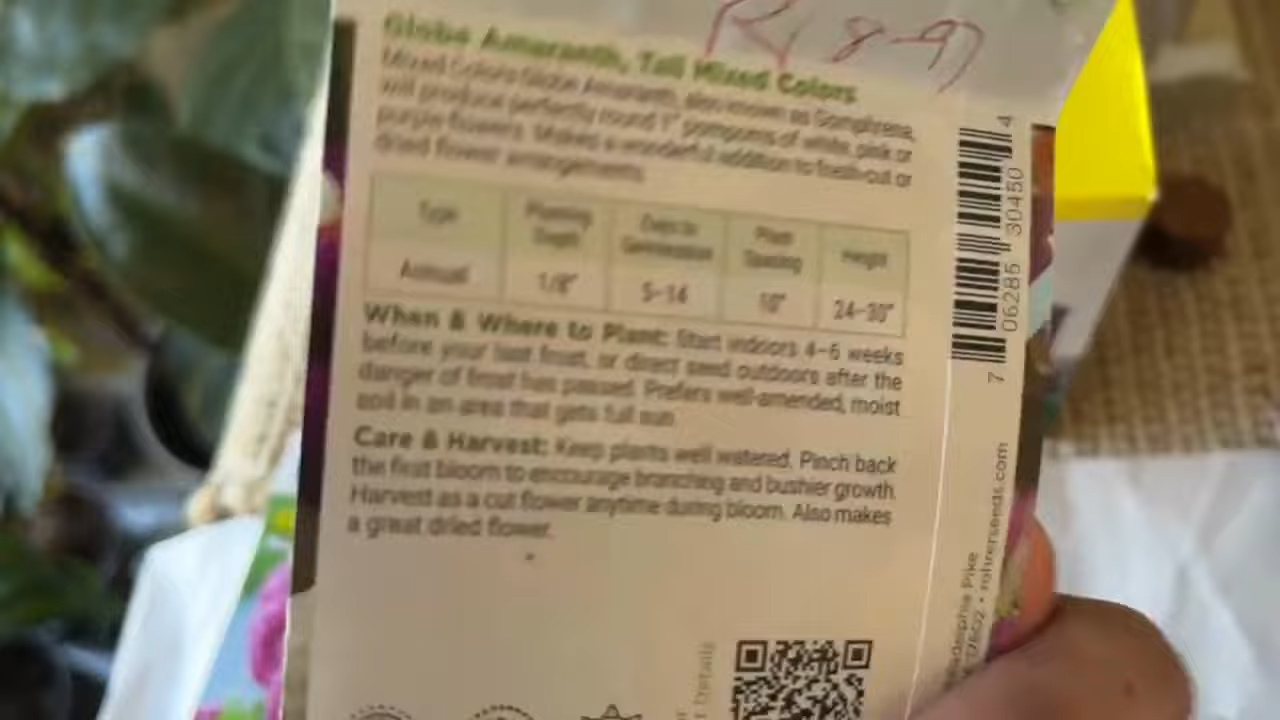 R(8-9)
Globe Amaranth, Tall Mixed Colors
Mixed Colors Globe Amaranth, also known as Gomphrena,
will produce perfectly round 1" pompoms of white, pink or
purple flowers. Makes a wonderful addition to fresh-cut or
dried flower arrangements.
Type Planting Depth Days to Germination Plant Spacing Height
Annual 1/8" 5-14 10" 24-30"
When & Where to Plant: Start indoors 4-6 weeks
before your last frost, or direct seed outdoors after the
danger of frost has passed. Prefers well-amended, moist
soil in an area that gets full sun.
Care & Harvest: Keep plants well watered. Pinch back
the first bloom to encourage branching and bushier growth.
Harvest as a cut flower anytime during bloom. Also makes
a great dried flower.
7 06285 30450 4
Pike
17602 • rohrerseeds.com